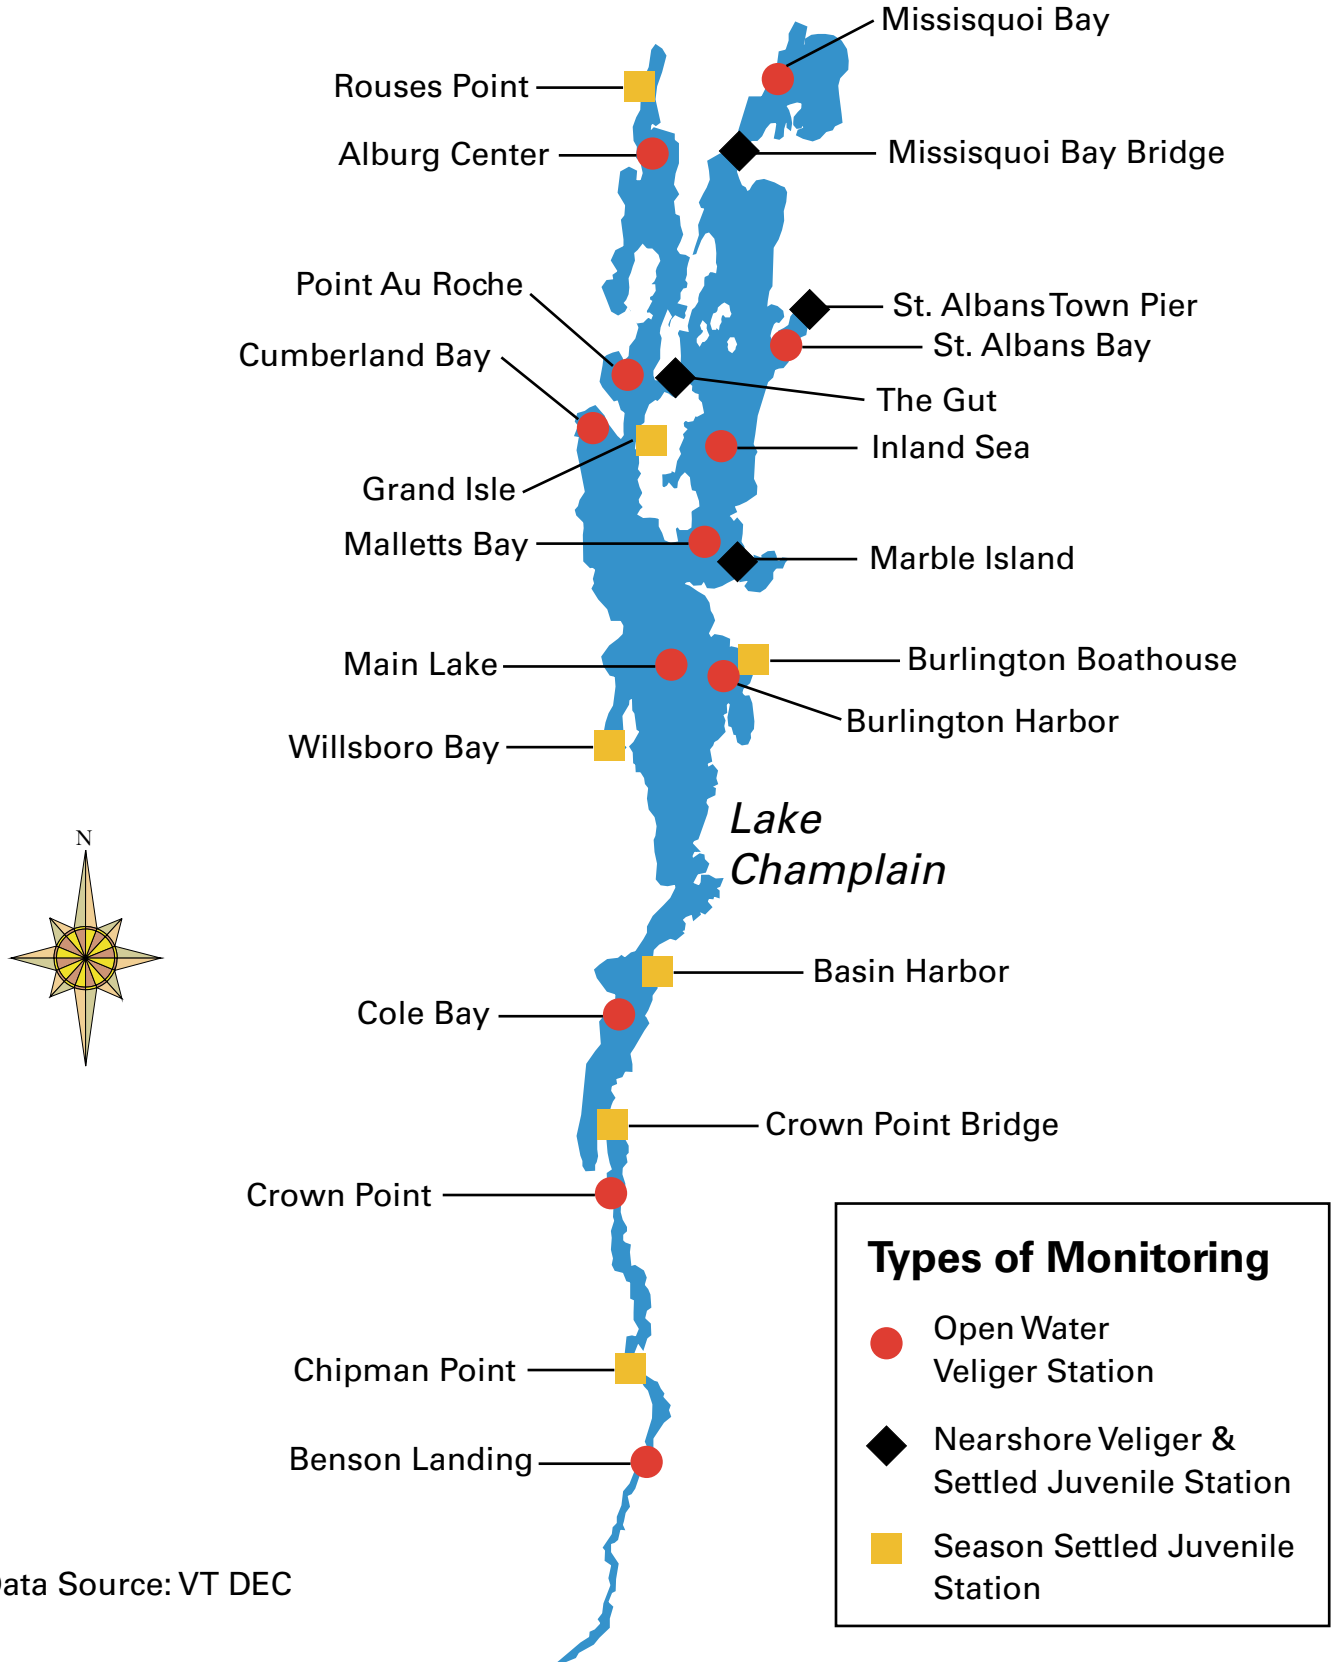 Missisquoi Bay
Rouses Point
Alburg Center
Missisquoi Bay Bridge
Point Au Roche
St. Albans Town Pier
St. Albans Bay
Cumberland Bay
The Gut
Inland Sea
Grand Isle
Malletts Bay
Marble Island
Main Lake
Burlington Boathouse
Burlington Harbor
Willsboro Bay
Lake
Champlain
N
Basin Harbor
Cole Bay
Crown Point Bridge
Crown Point
Chipman Point
Benson Landing
Types of Monitoring
Open Water
Veliger Station
Nearshore Veliger &
Settled Juvenile Station
Season Settled Juvenile
Station
ata Source: VT DEC